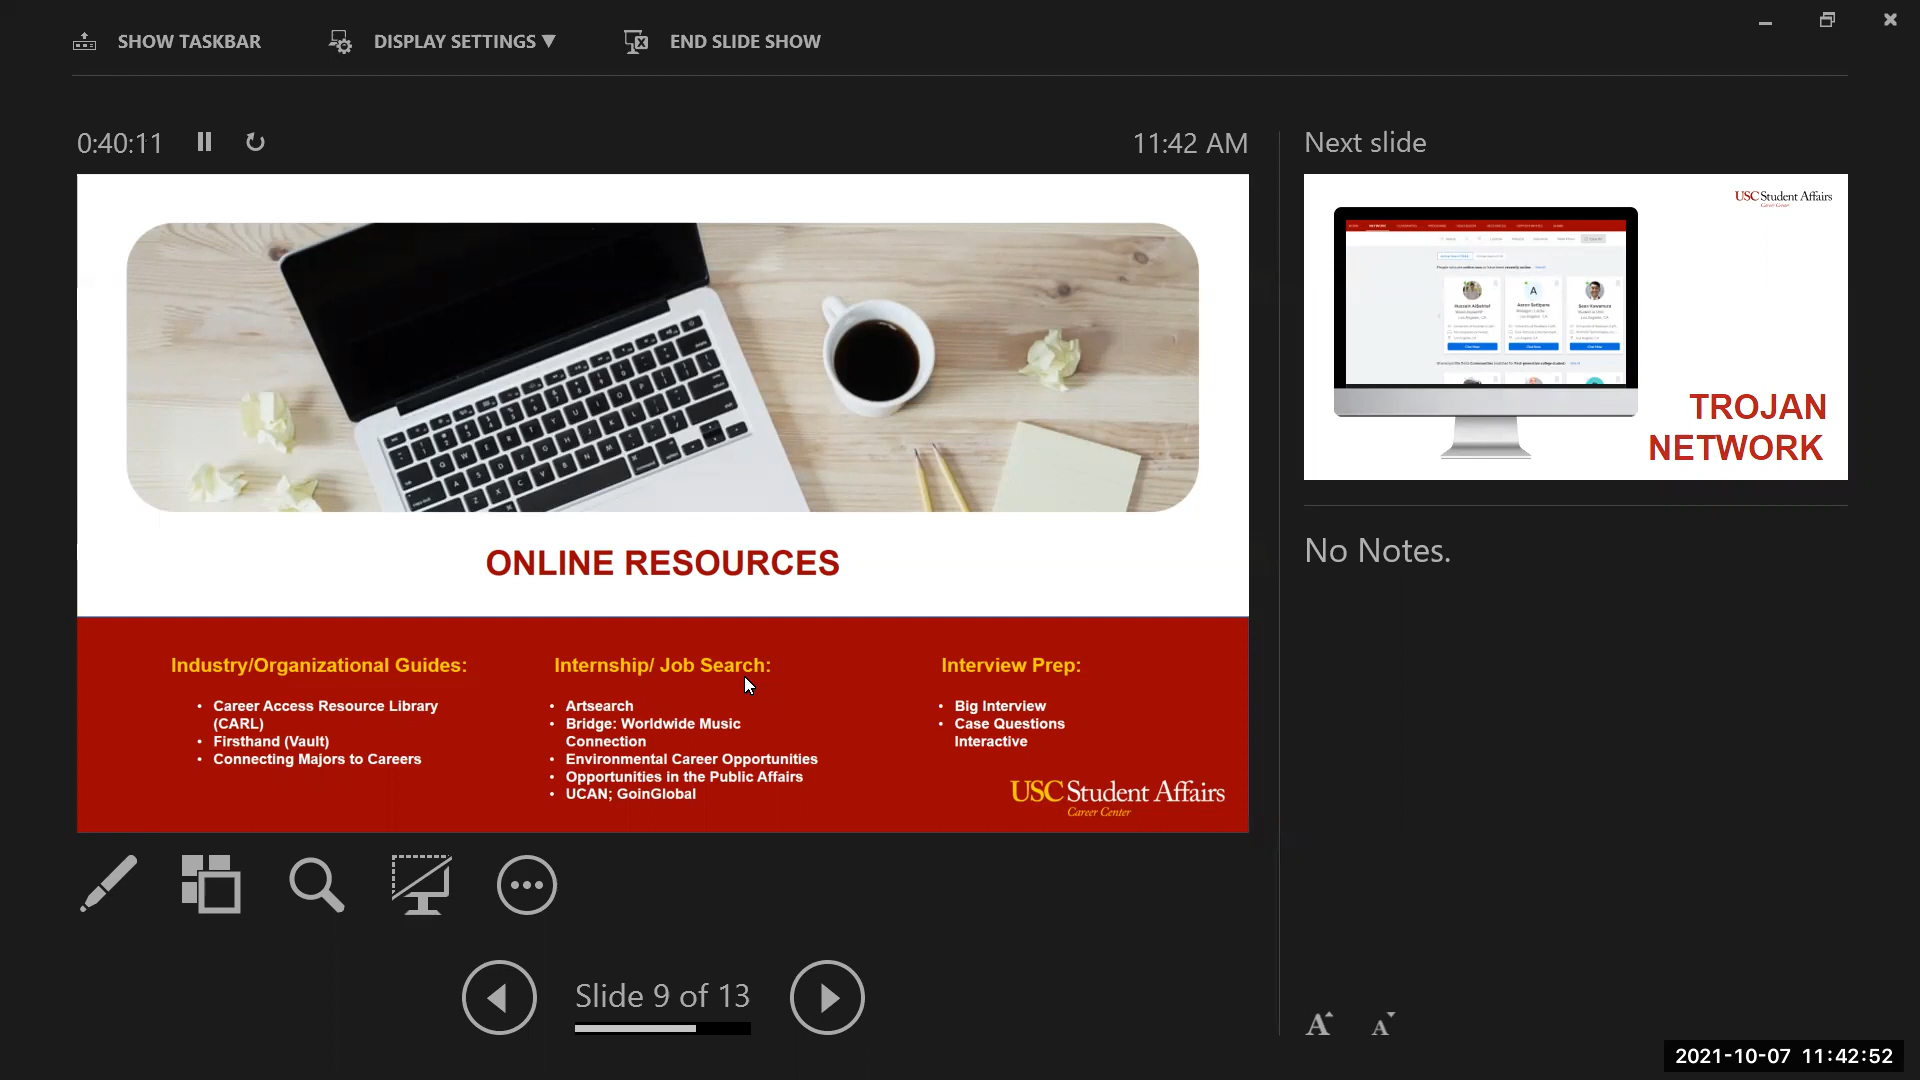 SHOW TASKBAR
DISPLAY SETTINGS ▼
END SLIDE SHOW
0:40:11
11:42 AM
ONLINE RESOURCES
Industry/Organizational Guides:
• Career Access Resource Library
(CARL)
• Firsthand (Vault)
• Connecting Majors to Careers
Internship/ Job Search:
• Artsearch
• Bridge: Worldwide Music
Connection
• Environmental Career Opportunities
• Opportunities in the Public Affairs
• UCAN; GoinGlobal
Interview Prep:
• Big Interview
• Case Questions
Interactive
USC Student Affairs
Career Center
Slide 9 of 13
Next slide
USC Student Affairs
Career Center
TROJAN
NETWORK
No Notes.
A A
2021-10-07 11:42:52